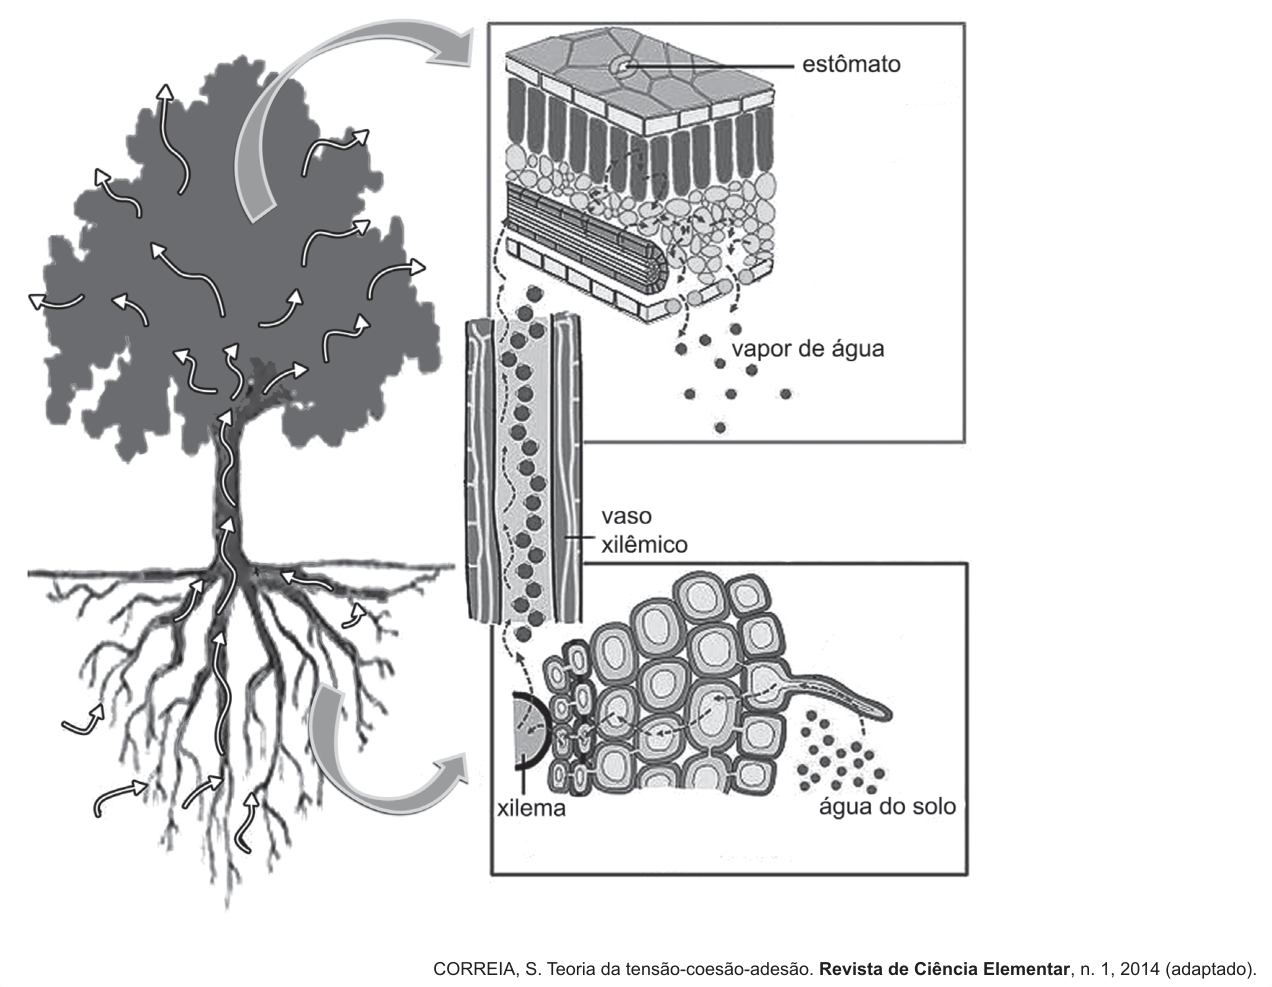 estômato
vapor de água
vaso
xilêmico
xilema
água do solo
CORREIA, S. Teoria da tensão-coesão-adesão. Revista de Ciência Elementar, n. 1, 2014 (adaptado).